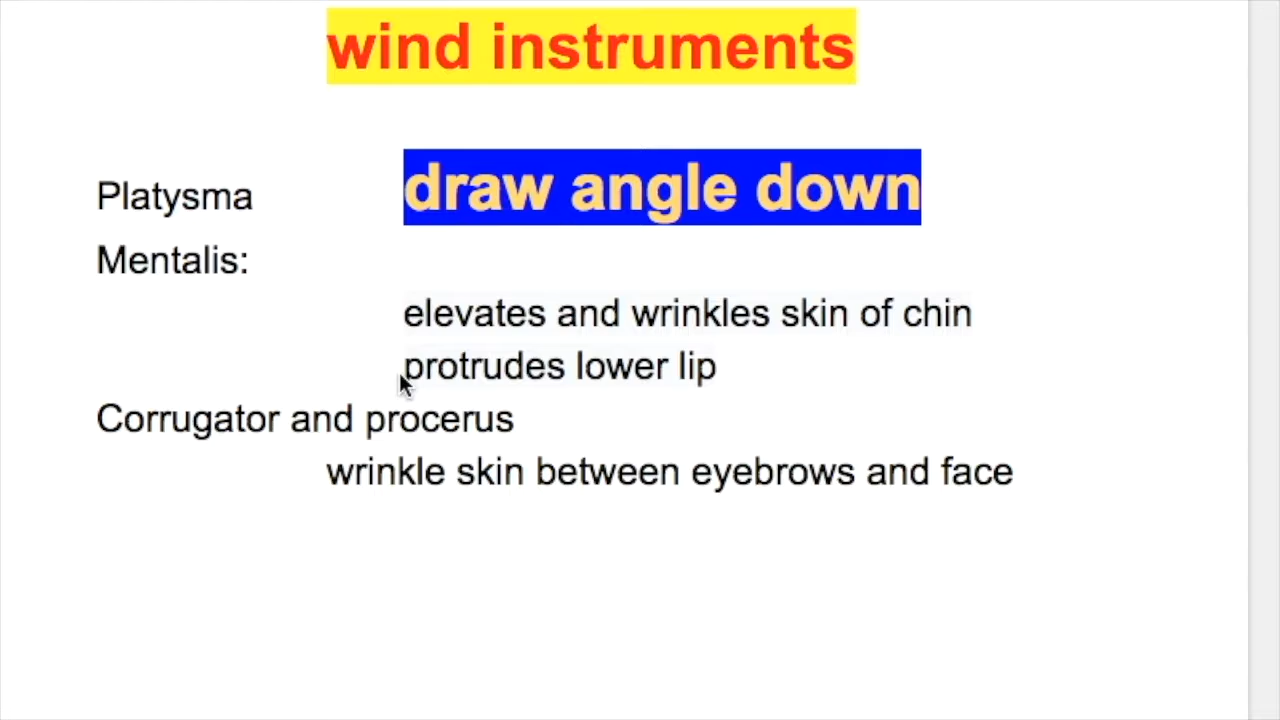 wind instruments
Platysma draw angle down
Mentalis:
elevates and wrinkles skin of chin
protrudes lower lip
Corrugator and procerus
wrinkle skin between eyebrows and face